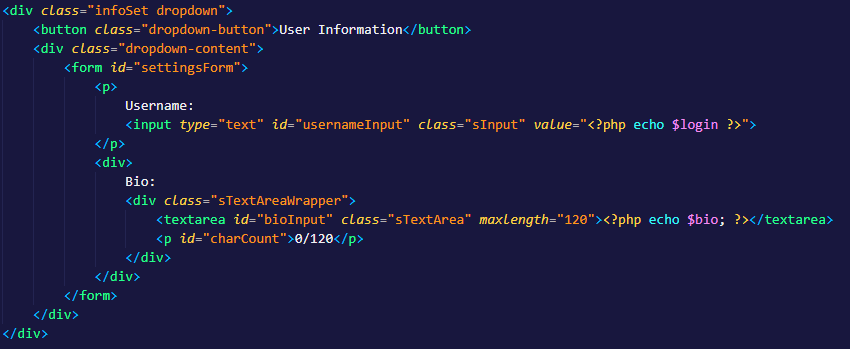 <div class="infoSet dropdown">
    <button class="dropdown-button">User Information</button>
    <div class="dropdown-content">
        <form id="settingsForm">
            <p>
                Username:
                <input type="text" id="usernameInput" class="sInput" value="<?php echo $login ?>">
            </p>
            <div>
                Bio:
                <div class="sTextAreaWrapper">
                    <textarea id="bioInput" class="sTextArea" maxlength="120"><?php echo $bio; ?></textarea>
                    <p id="charCount">0/120</p>
                </div>
            </div>
        </form>
    </div>
</div>